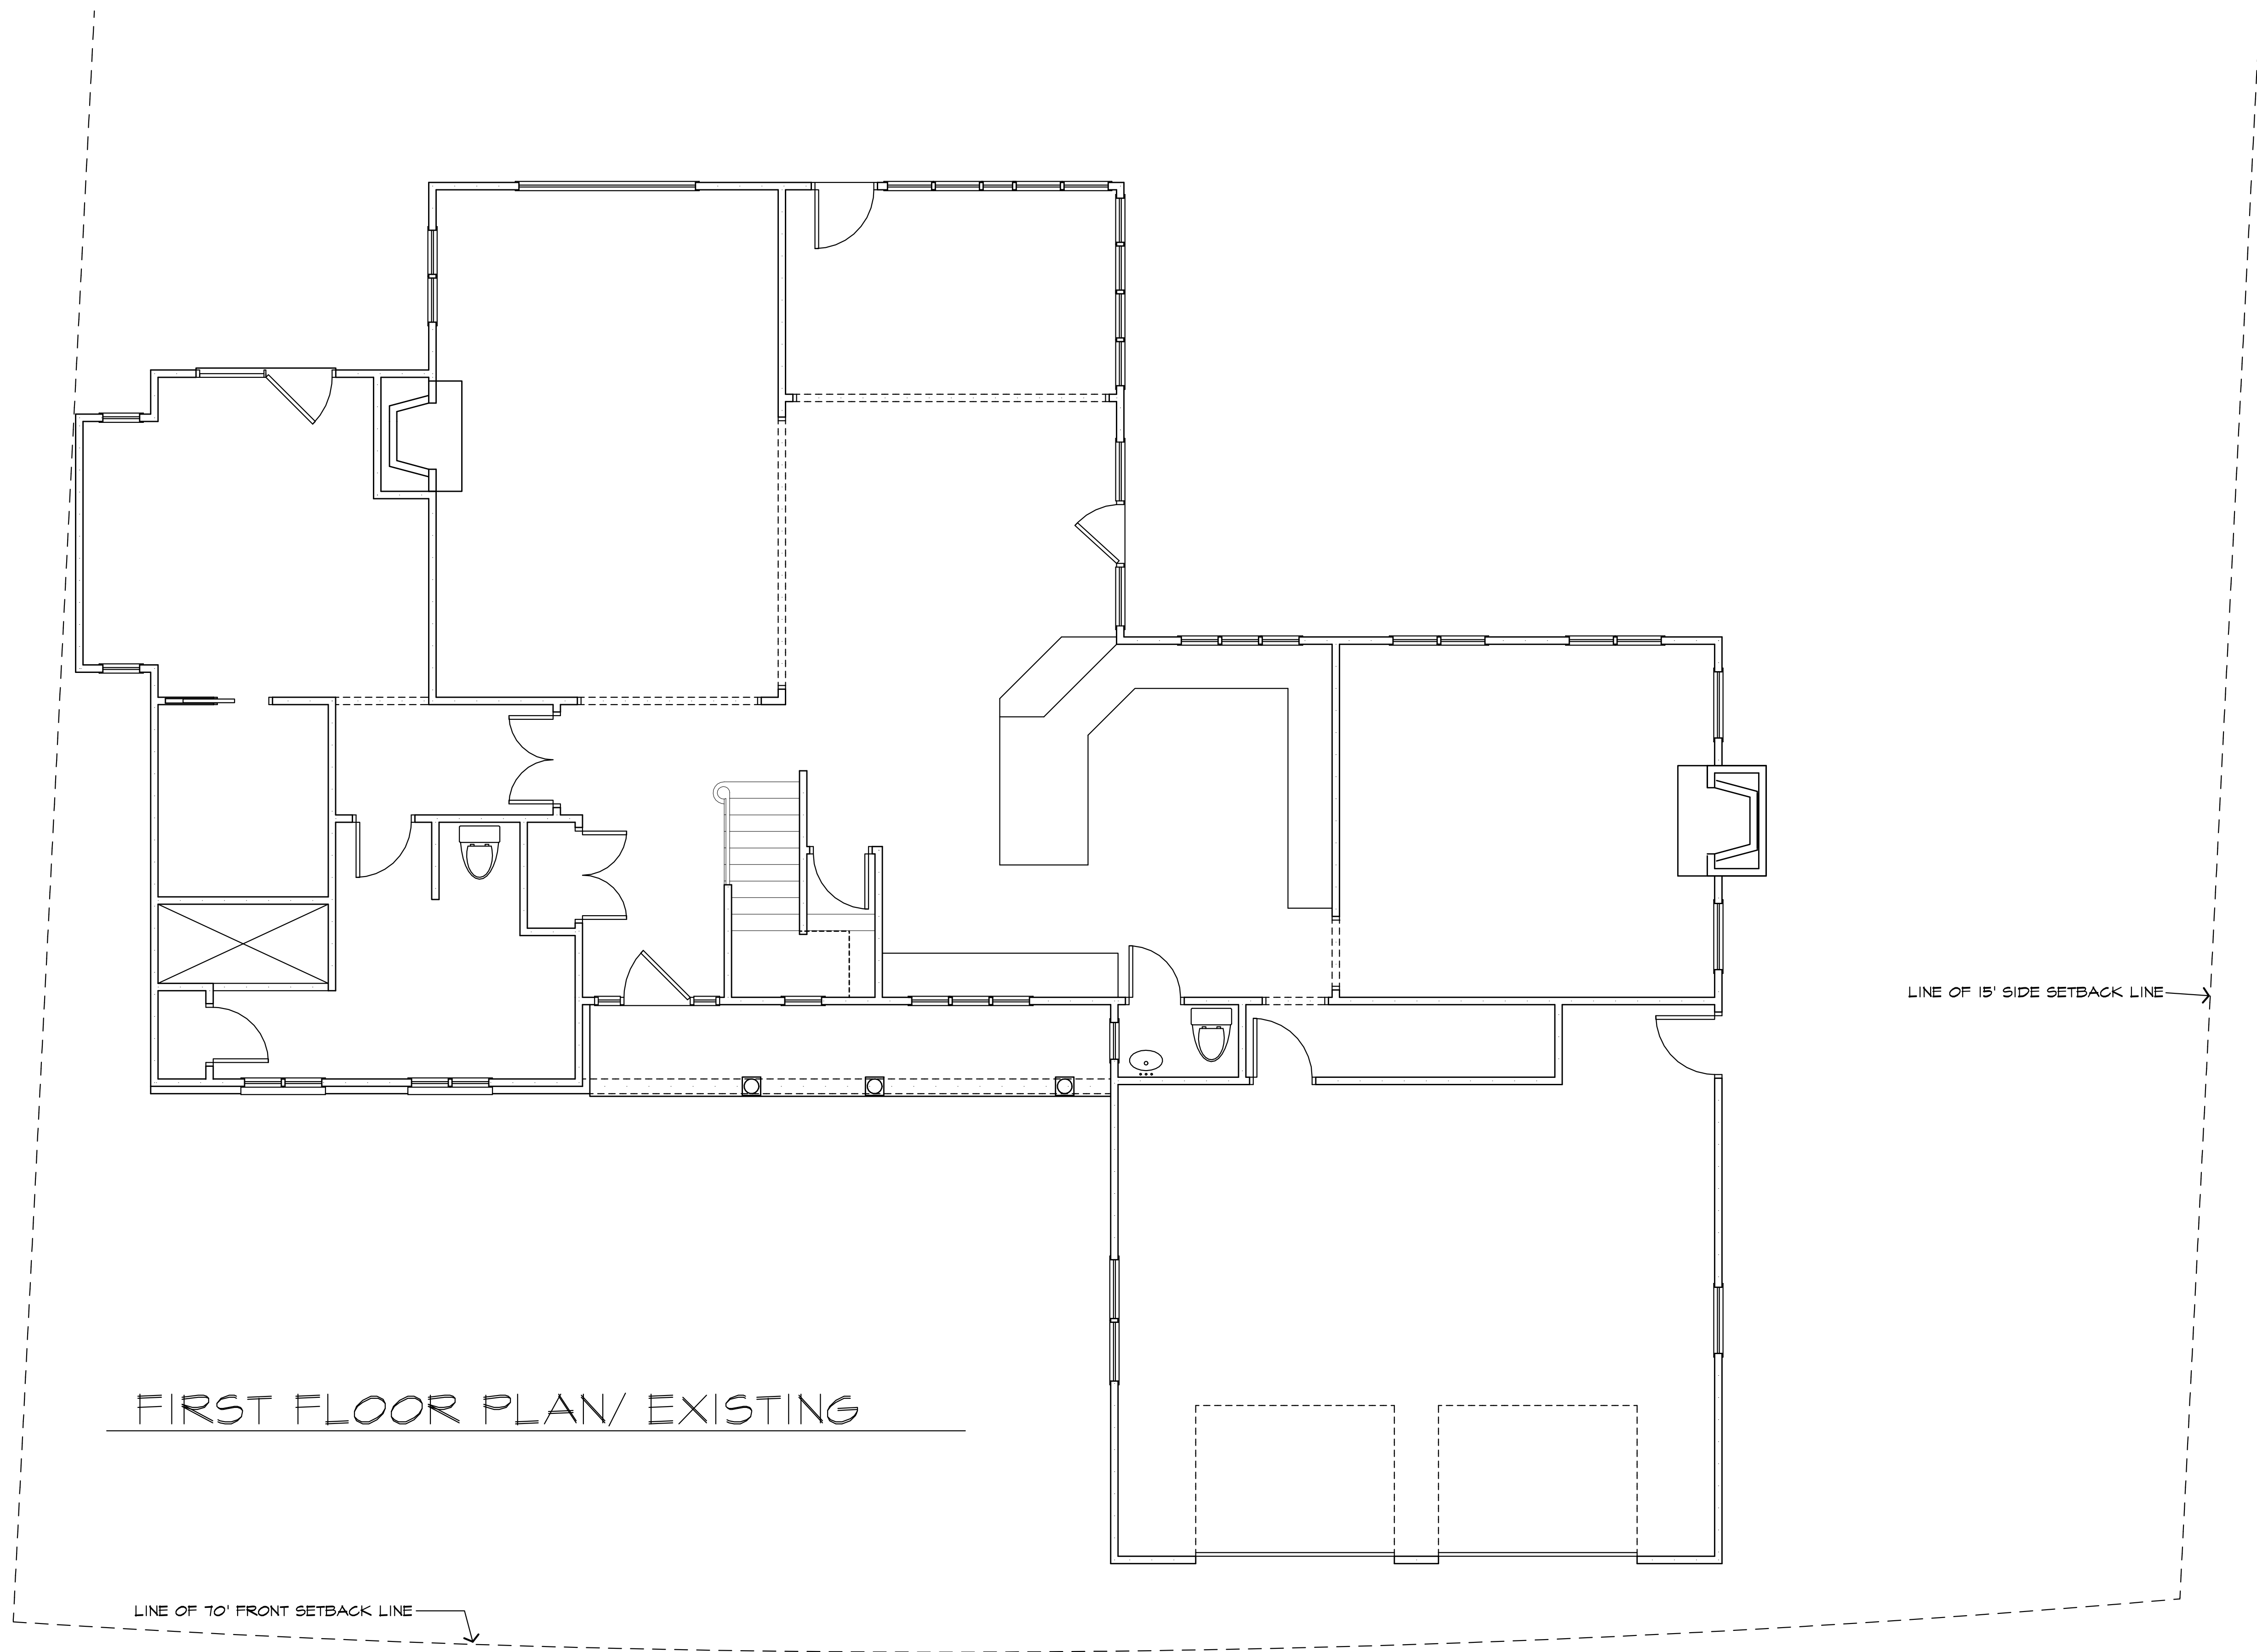 LINE OF 15' SIDE SETBACK LINE
FIRST FLOOR PLAN/ EXISTING
LINE OF 70' FRONT SETBACK LINE